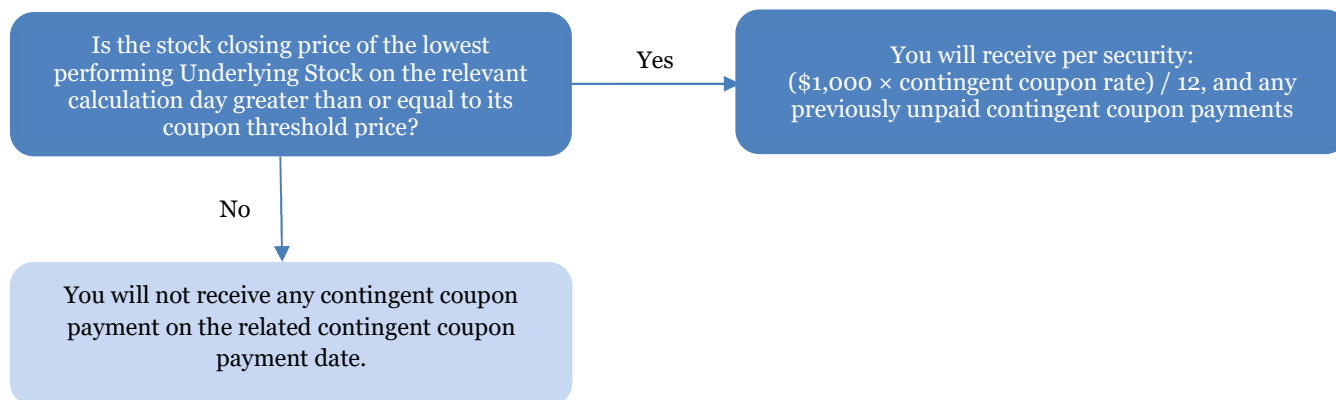 Is the stock closing price of the lowest
performing Underlying Stock on the relevant
calculation day greater than or equal to its
coupon threshold price?
Yes
You will receive per security:
($1,000 × contingent coupon rate) / 12, and any
previously unpaid contingent coupon payments
No
You will not receive any contingent coupon
payment on the related contingent coupon
payment date.